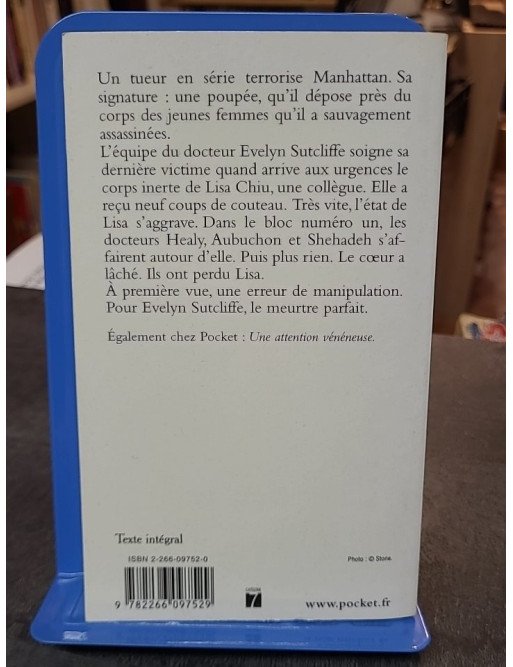 Un tueur en série terrorise Manhattan. Sa
signature : une poupée, qu'il dépose près du
corps des jeunes femmes qu'il a sauvagement
assassinées.
L'équipe du docteur Evelyn Sutcliffe soigne sa
dernière victime quand arrive aux urgences le
corps inerte de Lisa Chiu, une collègue. Elle a
reçu neuf coups de couteau. Très vite, l'état de
Lisa s'aggrave. Dans le bloc numéro un, les
docteurs Healy, Aubuchon et Shehadeh s'af-
fairent autour d'elle. Puis plus rien. Le cœur a
lâché. Ils ont perdu Lisa.
À première vue, une erreur de manipulation.
Pour Evelyn Sutcliffe, le meurtre parfait.
Également chez Pocket : Une attention vénéneuse.
Texte intégral
ISBN 2-266-09752-0
Photo : © Stone.
9 782266 097529
7
www.pocket.fr